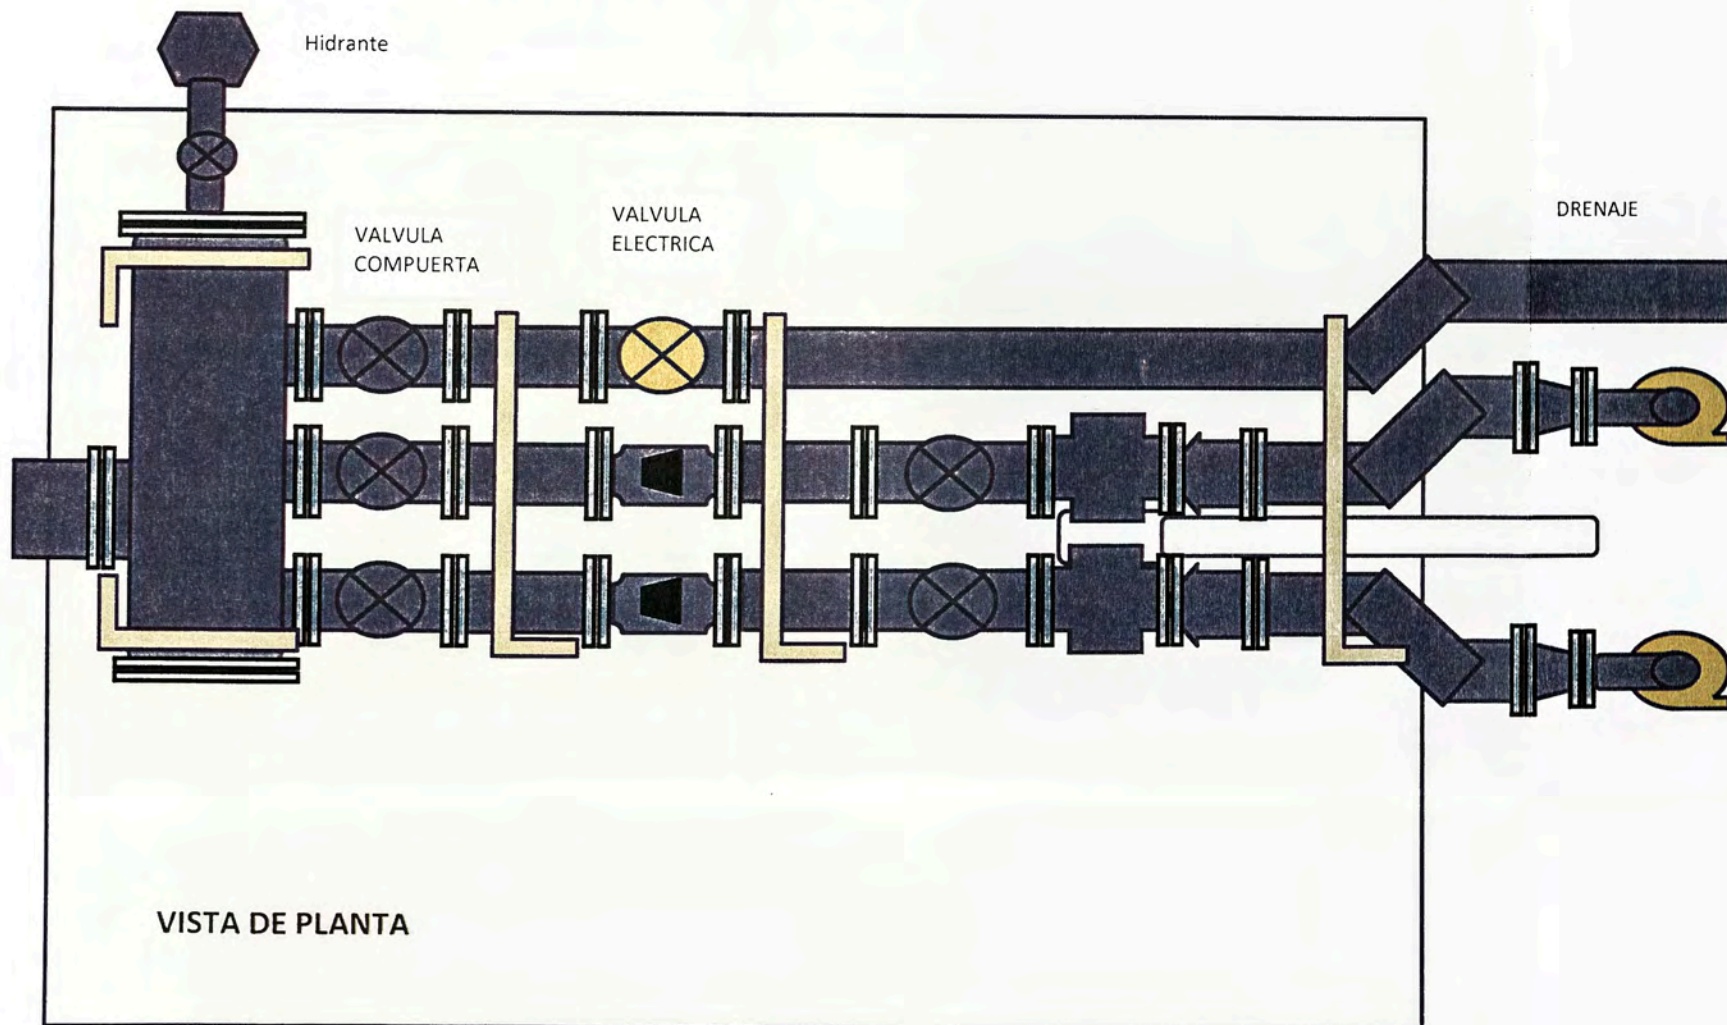 Hidrante
VALVULA
COMPUERTA
VALVULA
ELECTRICA
DRENAJE
VISTA DE PLANTA